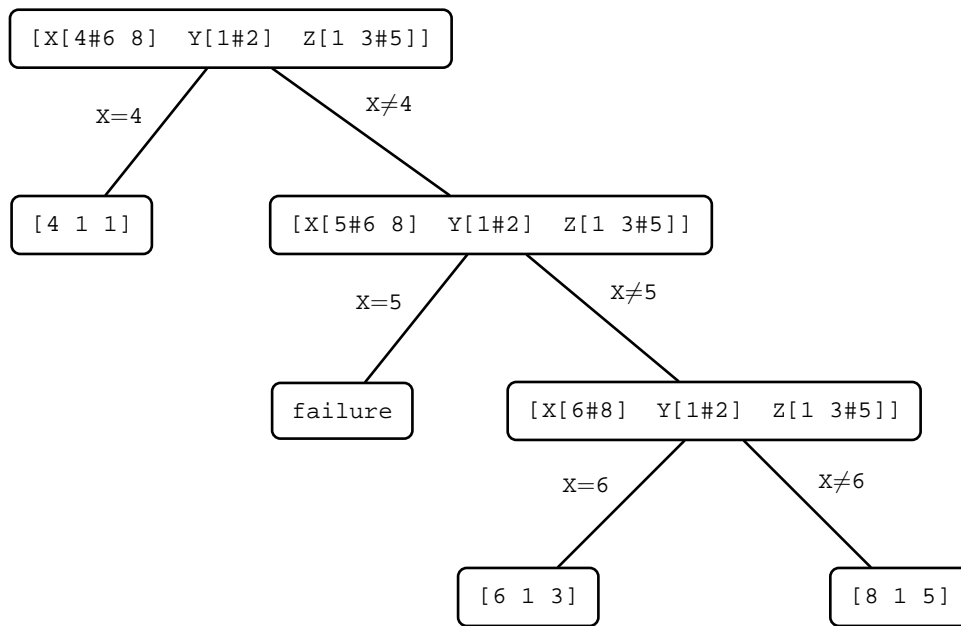 [X[4#6 8]  Y[1#2]  Z[1 3#5]]
X=4
X≠4
[4 1 1]
[X[5#6 8]  Y[1#2]  Z[1 3#5]]
X=5
X≠5
failure
[X[6#8]  Y[1#2]  Z[1 3#5]]
X=6
X≠6
[6 1 3]
[8 1 5]